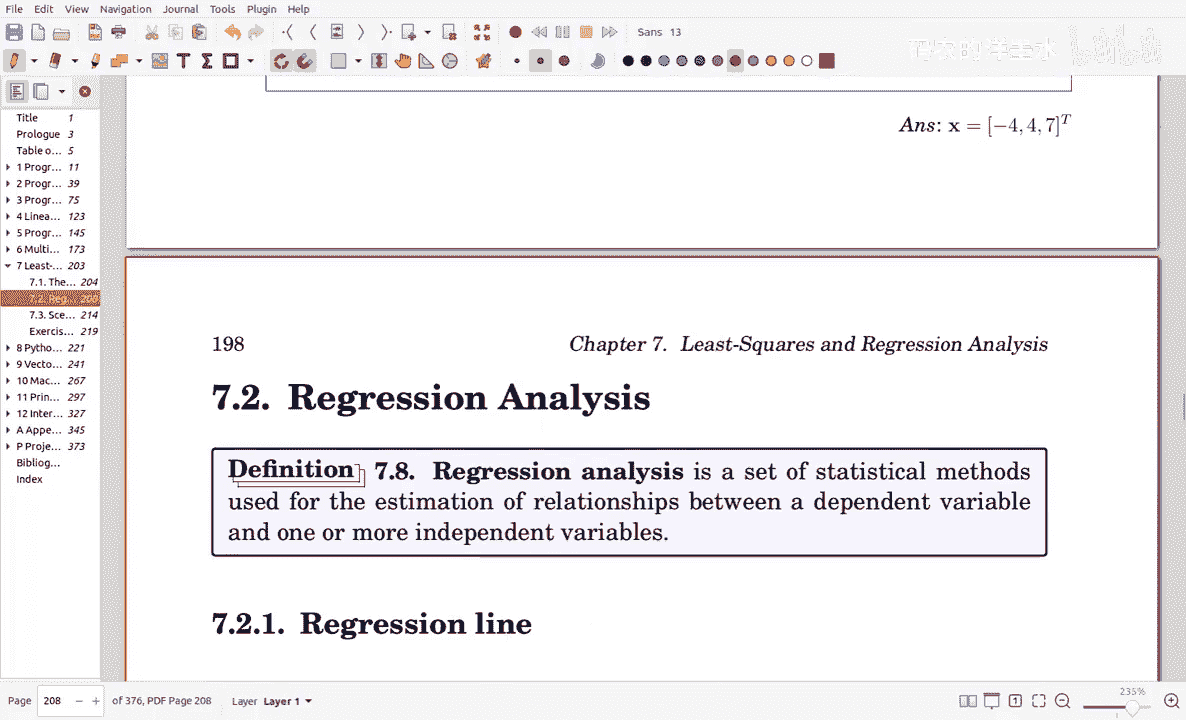 File Edit View Navigation Journal Tools Plugin Help
Sans 13
Title 1
Prologue 3
Table o... 5
1 Progr... 11
2 Progr... 39
3 Progr... 75
4 Linea... 123
5 Progr... 145
6 Multi... 173
7 Least-... 203
7.1. The... 204
7.2. Reg...
7.3. Sce... 214
Exercis... 219
8 Pytho... 221
9 Vecto... 241
10 Mac... 267
11 Prin... 297
12 Inter... 327
A Appe... 345
P Proje... 373
Bibliog...
Index
Ans: x = [−4, 4, 7]ᵀ
198 Chapter 7. Least-Squares and Regression Analysis
7.2. Regression Analysis
Definition 7.8. Regression analysis is a set of statistical methods
used for the estimation of relationships between a dependent variable
and one or more independent variables.
7.2.1. Regression line
Page 208 − + of 376, PDF Page 208 Layer Layer 1 235%